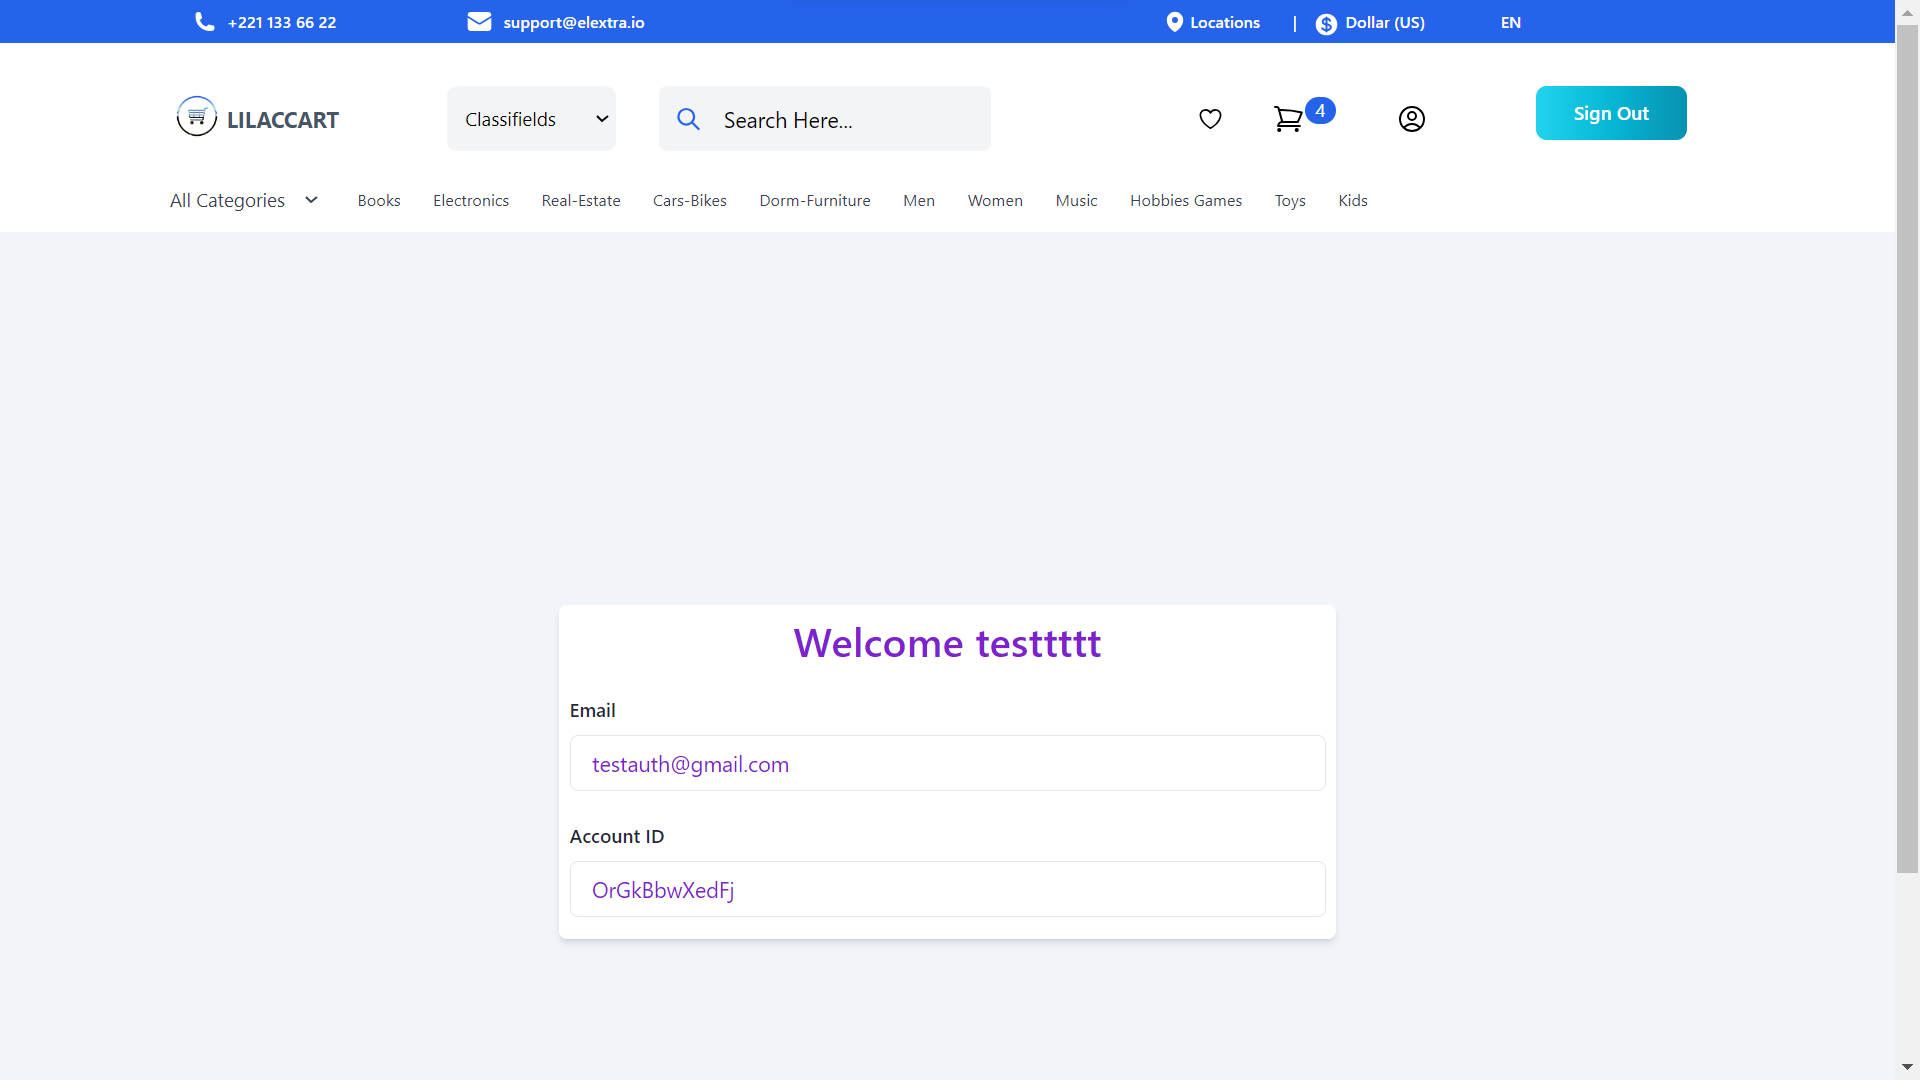 +221 133 66 22 support@elextra.io Locations | Dollar (US) EN
LILACCART Classifields Search Here... 4 Sign Out
All Categories Books Electronics Real-Estate Cars-Bikes Dorm-Furniture Men Women Music Hobbies Games Toys Kids
Welcome testtttt
Email
testauth@gmail.com
Account ID
OrGkBbwXedFj